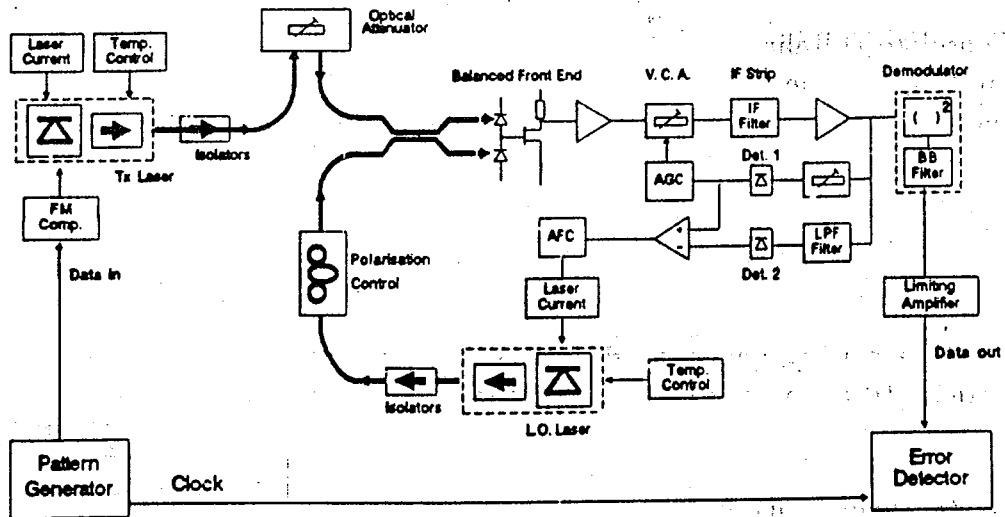 Optical
Attenuator
Laser
Current
Temp.
Control
Balanced Front End
V. C. A.
IF Strip
Demodulator
Isolators
Tx Laser
IF
Filter
( )²
BB
Filter
Det. 1
AGC
FM
Comp.
AFC
LPF
Filter
Det. 2
Data in
Polarisation
Control
Laser
Current
Limiting
Amplifier
Data out
Temp.
Control
Isolators
L.O. Laser
Pattern
Generator
Clock
Error
Detector